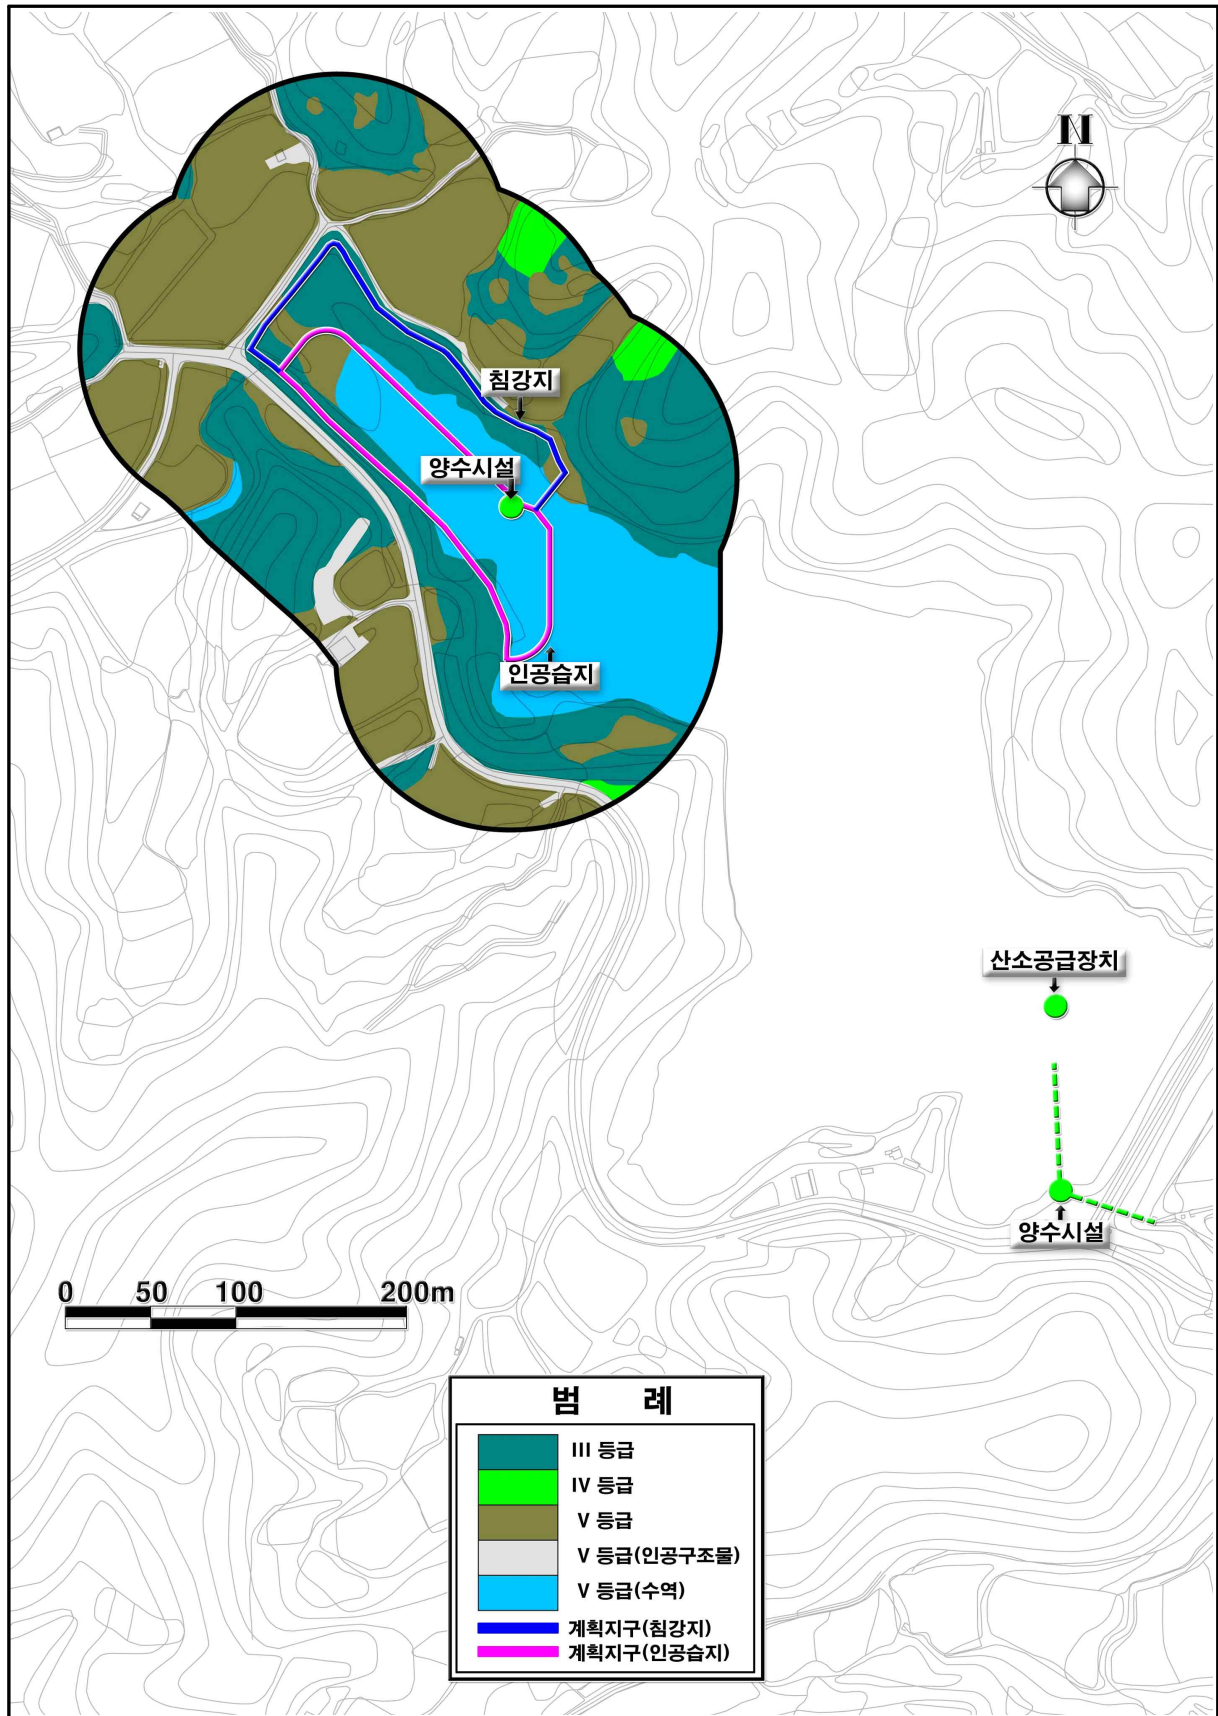 N
침강지
양수시설
인공습지
산소공급장치
양수시설
0 50 100 200m
범 례
III 등급
IV 등급
V 등급
V 등급(인공구조물)
V 등급(수역)
계획지구(침강지)
계획지구(인공습지)